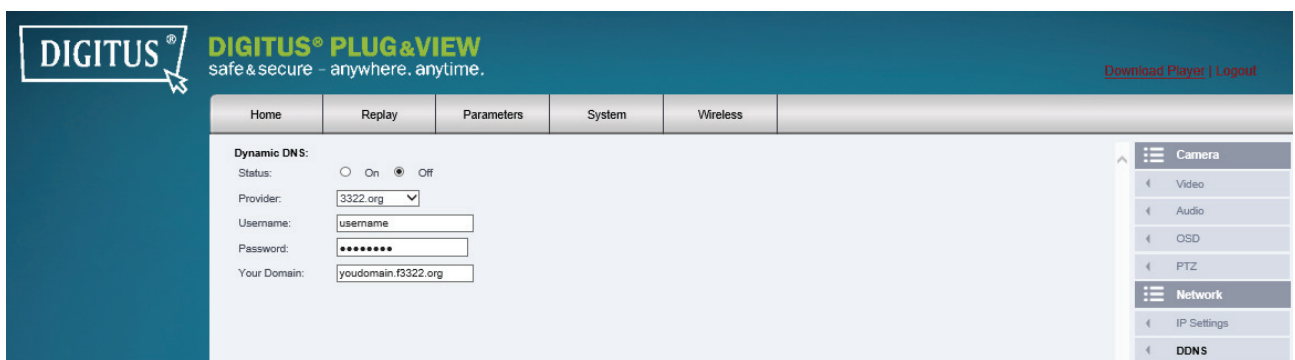 DIGITUS®
DIGITUS® PLUG&VIEW
safe & secure – anywhere. anytime.
Download Player | Logout
Home Replay Parameters System Wireless
Dynamic DNS:
Status: On Off
Provider: 3322.org
Username: username
Password: ••••••••
Your Domain: youdomain.f3322.org
Camera
Video
Audio
OSD
PTZ
Network
IP Settings
DDNS